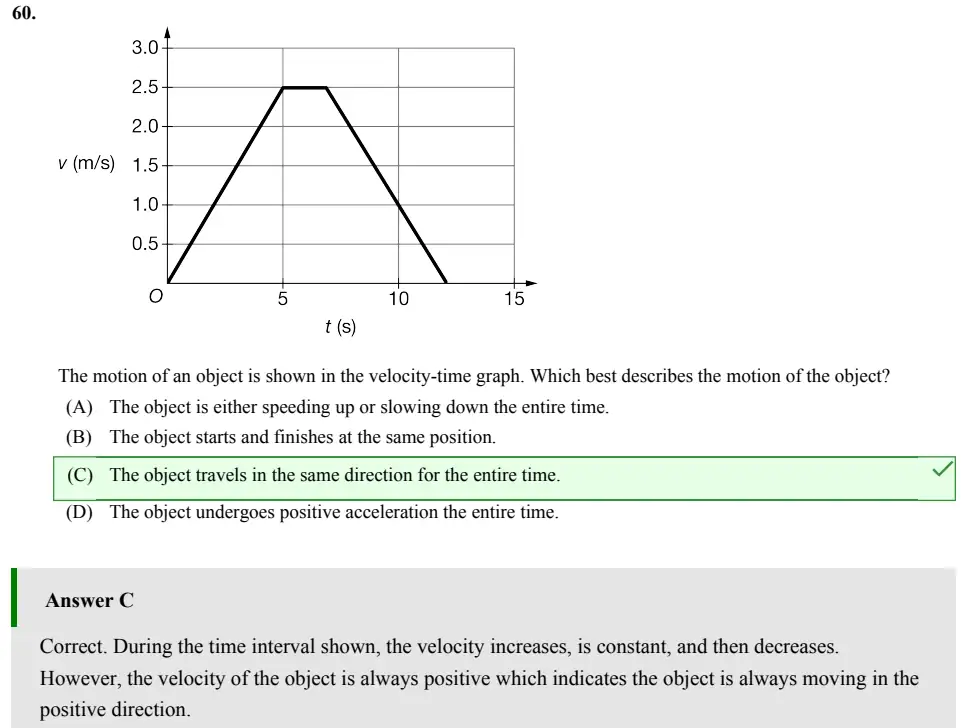 60.
3.0
2.5
2.0
v (m/s) 1.5
1.0
0.5
O 5 10 15
t (s)
The motion of an object is shown in the velocity-time graph. Which best describes the motion of the object?
(A) The object is either speeding up or slowing down the entire time.
(B) The object starts and finishes at the same position.
(C) The object travels in the same direction for the entire time.
(D) The object undergoes positive acceleration the entire time.
Answer C
Correct. During the time interval shown, the velocity increases, is constant, and then decreases.
However, the velocity of the object is always positive which indicates the object is always moving in the
positive direction.